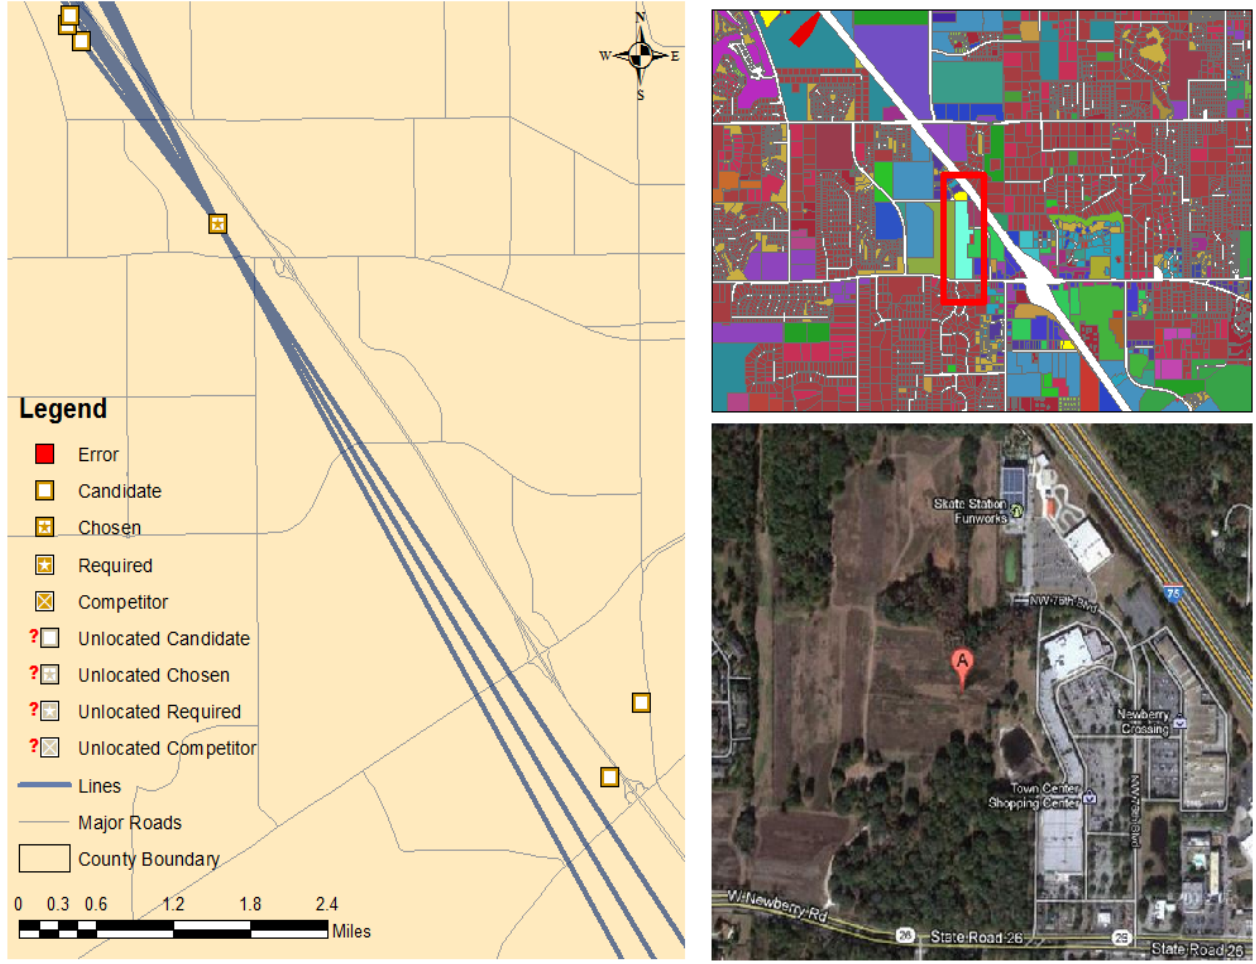 N
W E
S
Legend
Error
Candidate
Chosen
Required
Competitor
? Unlocated Candidate
? Unlocated Chosen
? Unlocated Required
? Unlocated Competitor
Lines
Major Roads
County Boundary
0 0.3 0.6 1.2 1.8 2.4
Miles
Skate Station
Funworks
75
NW 76th Blvd
A
Newberry
Crossing
Town Center
Shopping Center
NW 76th Blvd
W Newberry Rd
26 State Road 26 26 State Road 26